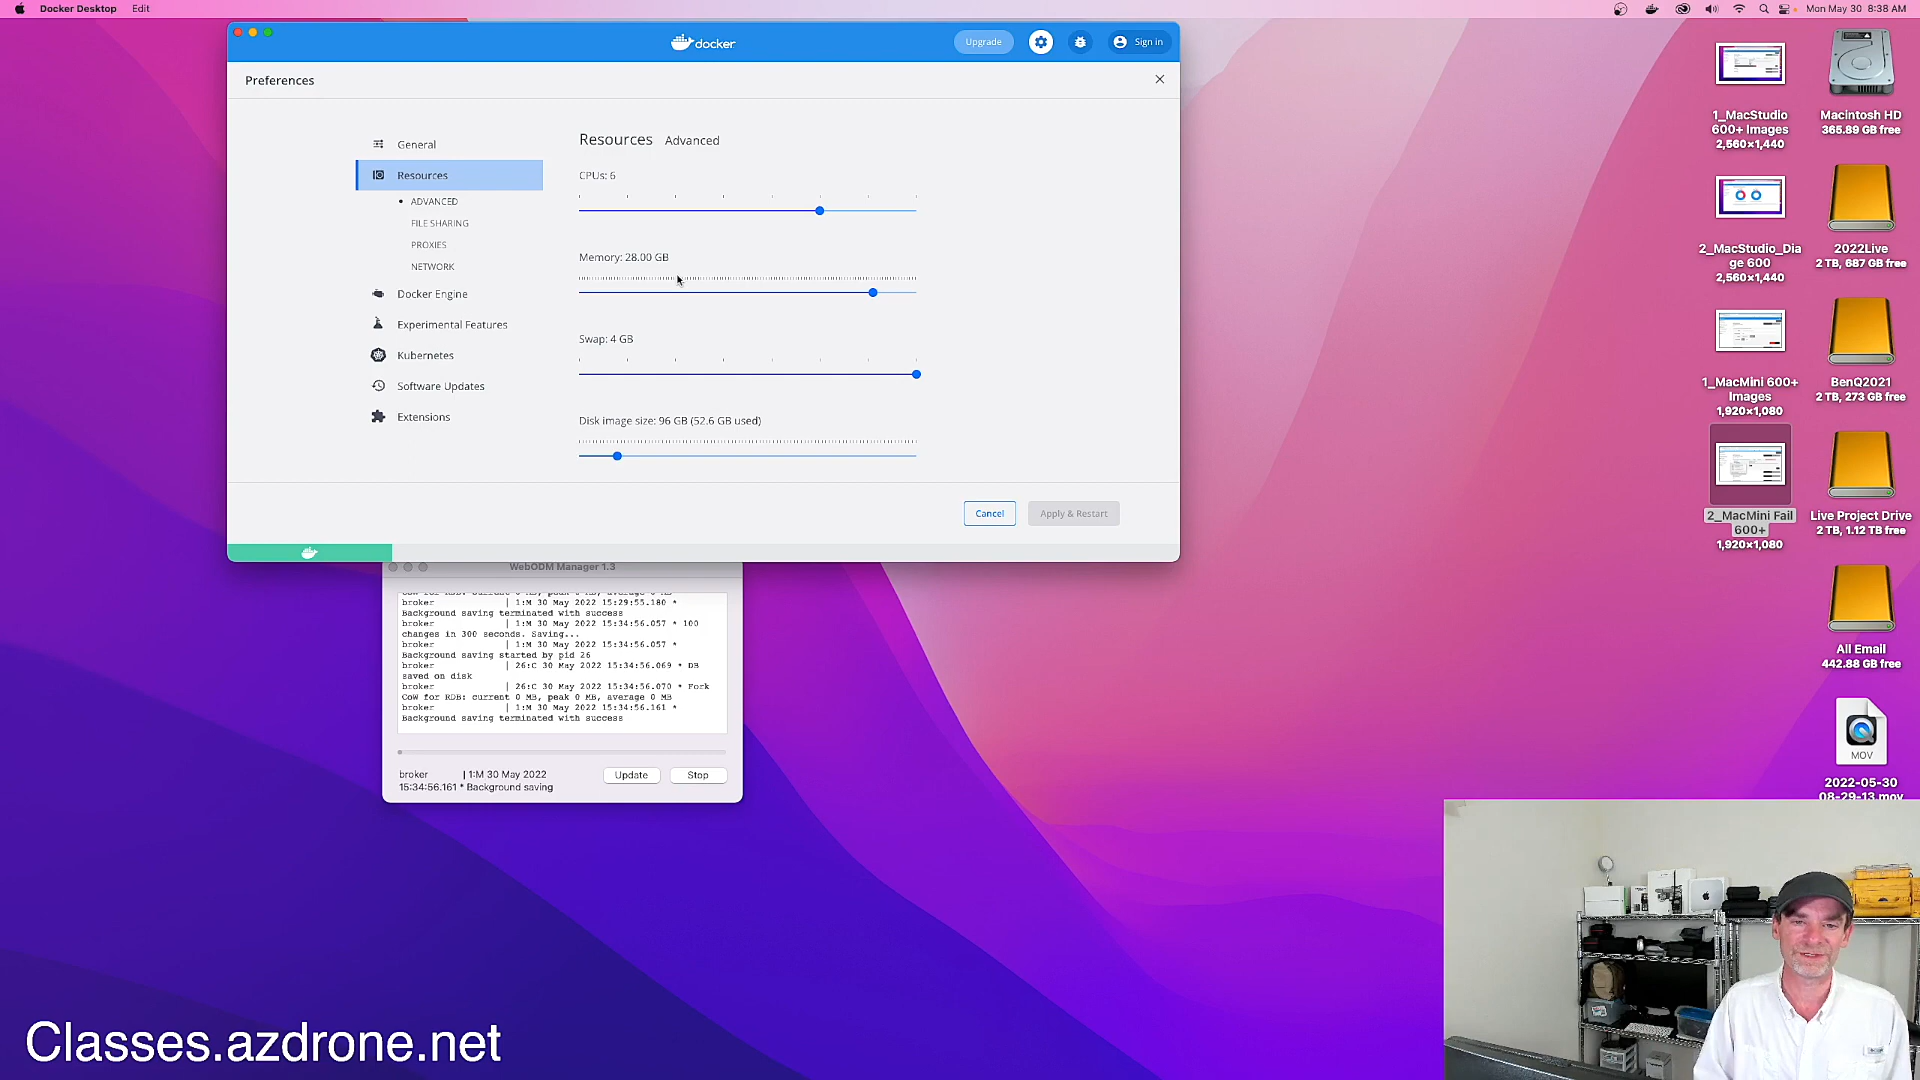 Docker Desktop Edit
Mon May 30 8:38 AM
docker
Upgrade
Sign in
Preferences
General
Resources
ADVANCED
FILE SHARING
PROXIES
NETWORK
Docker Engine
Experimental Features
Kubernetes
Software Updates
Extensions
Resources Advanced
CPUs: 6
Memory: 28.00 GB
Swap: 4 GB
Disk image size: 96 GB (52.6 GB used)
Cancel
Apply & Restart
WebODM Manager 1.3
broker | 1:M 30 May 2022 15:29:55.180 *
Background saving terminated with success
broker | 1:M 30 May 2022 15:34:56.057 * 100
changes in 300 seconds. Saving...
broker | 1:M 30 May 2022 15:34:56.057 *
Background saving started by pid 26
broker | 26:C 30 May 2022 15:34:56.069 * DB
saved on disk
broker | 26:C 30 May 2022 15:34:56.070 * Fork
CoW for RDB: current 0 MB, peak 0 MB, average 0 MB
broker | 1:M 30 May 2022 15:34:56.161 *
Background saving terminated with success
broker | 1:M 30 May 2022
15:34:56.161 * Background saving
Update
Stop
1_MacStudio
600+ Images
2,560×1,440
2_MacStudio_Dia
ge 600
2,560×1,440
1_MacMini 600+
Images
1,920×1,080
2_MacMini Fail
600+
1,920×1,080
Macintosh HD
365.89 GB free
2022Live
2 TB, 687 GB free
BenQ2021
2 TB, 273 GB free
Live Project Drive
2 TB, 1.12 TB free
All Email
442.88 GB free
MOV
2022-05-30
08-29-13.mov
Classes.azdrone.net